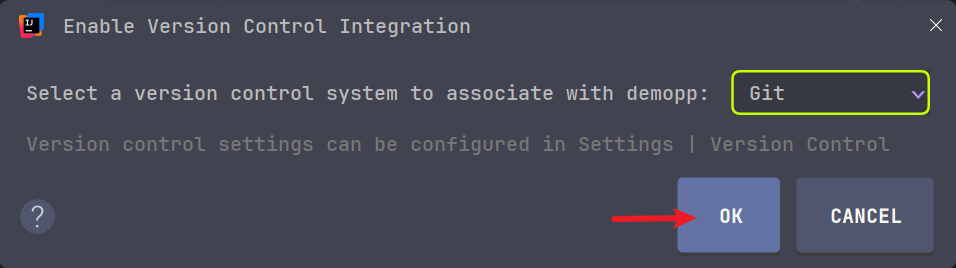 IJ
Enable Version Control Integration
Select a version control system to associate with demopp: Git
Version control settings can be configured in Settings | Version Control
? OK CANCEL